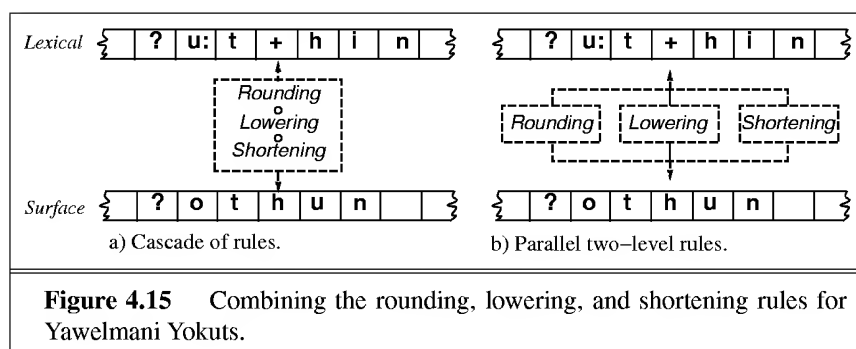 Lexical ? u: t + h i n ? u: t + h i n
Rounding
o
Lowering
o
Shortening
Rounding Lowering Shortening
Surface ? o t h u n ? o t h u n
a) Cascade of rules. b) Parallel two−level rules.
Figure 4.15 Combining the rounding, lowering, and shortening rules for
Yawelmani Yokuts.